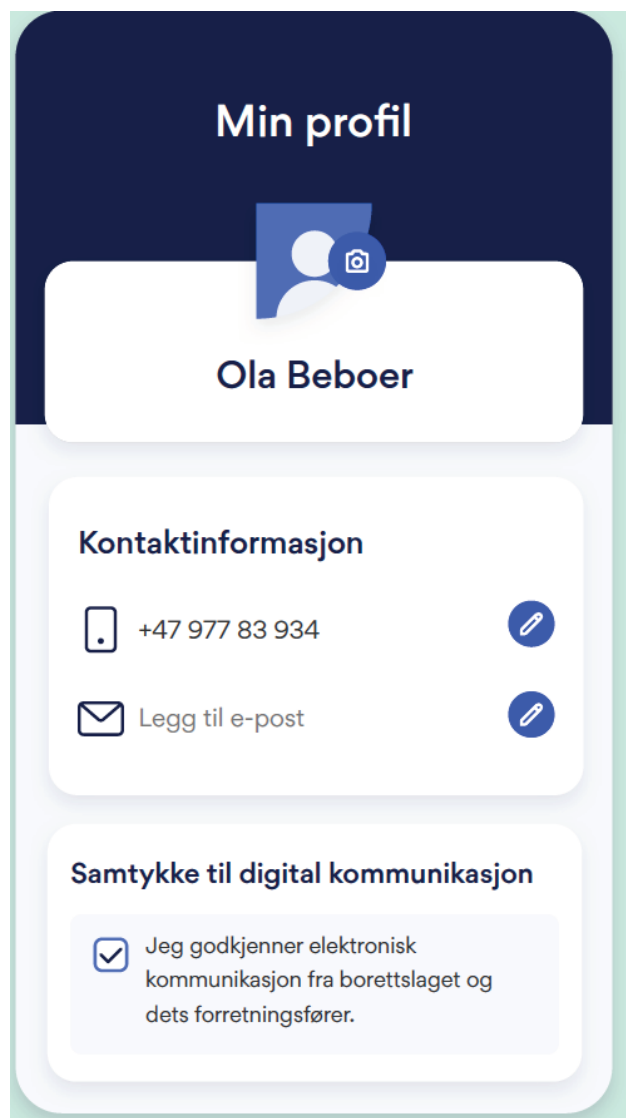 Min profil
Ola Beboer
Kontaktinformasjon
+47 977 83 934
Legg til e-post
Samtykke til digital kommunikasjon
Jeg godkjenner elektronisk
kommunikasjon fra borettslaget og
dets forretningsfører.